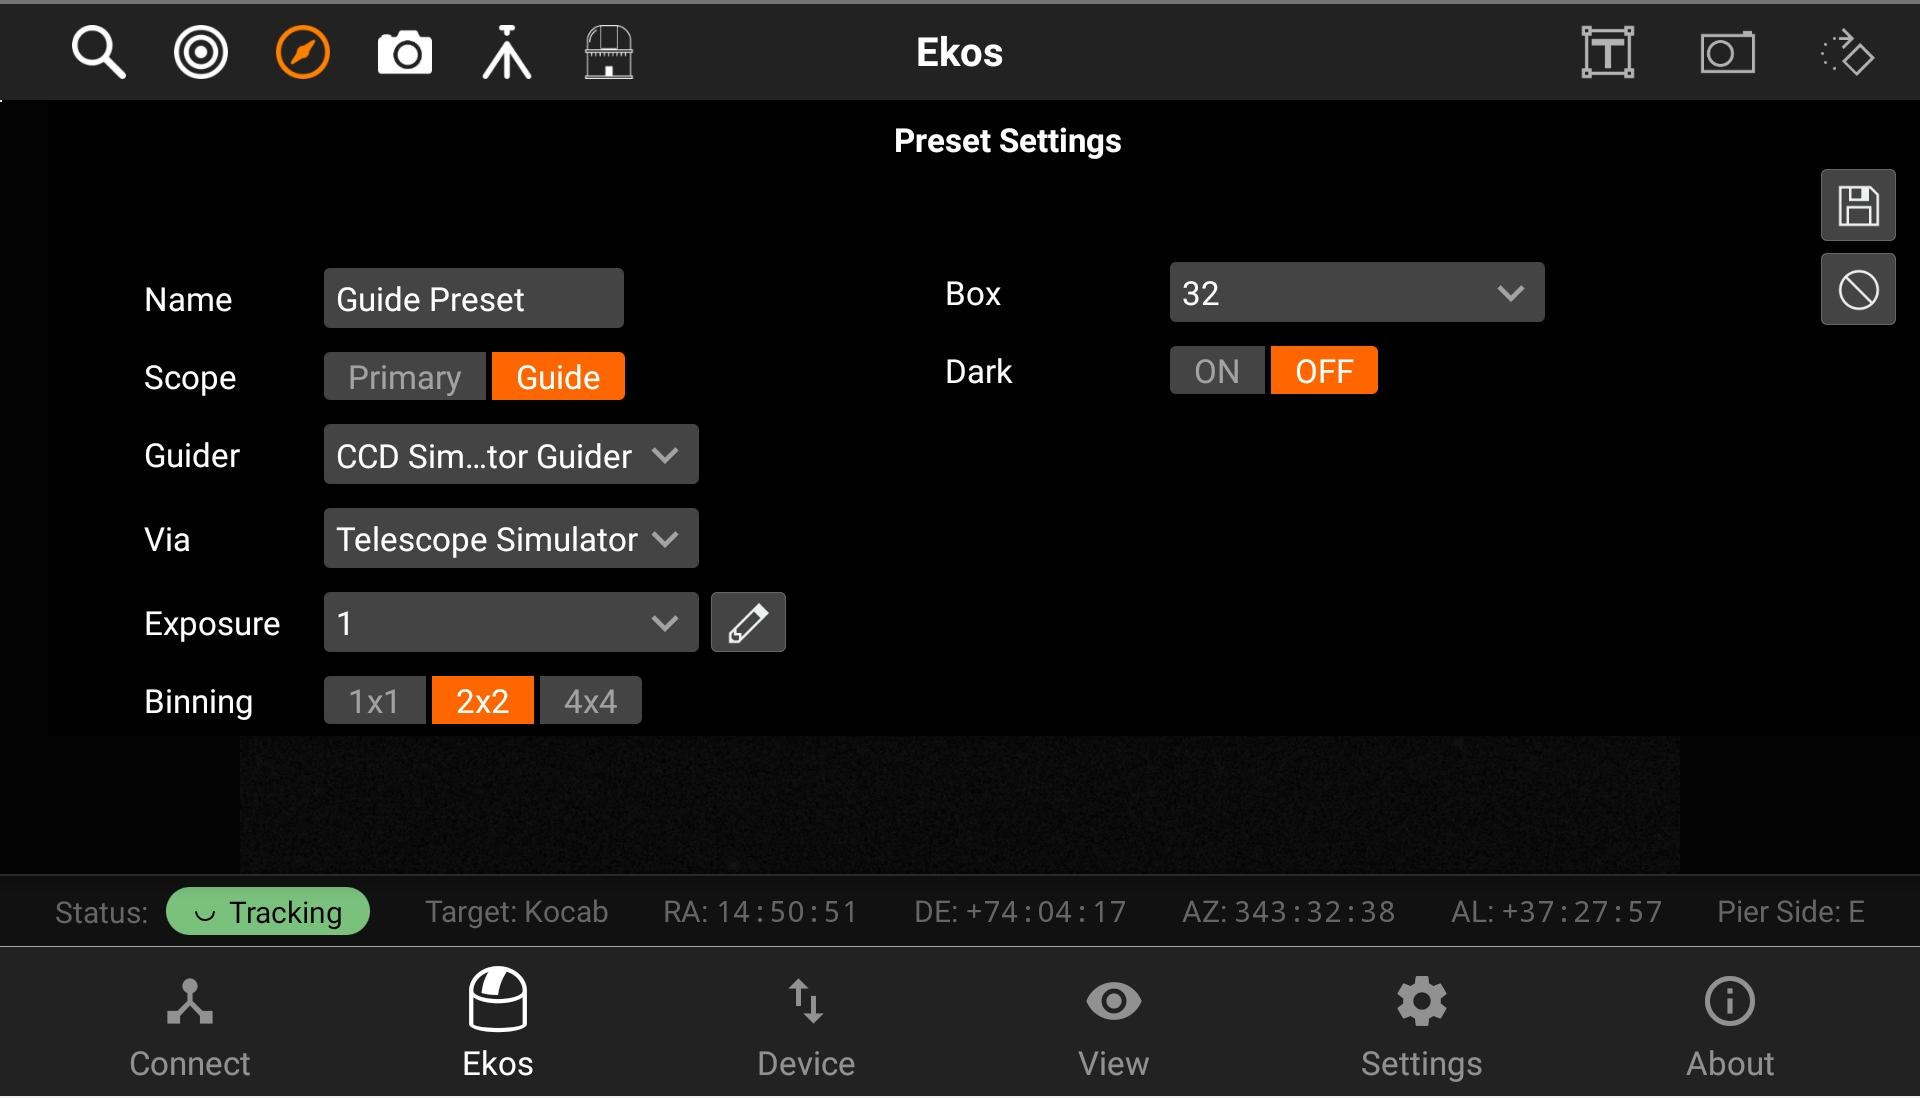 Ekos
Preset Settings
Name Guide Preset
Scope Primary Guide
Guider CCD Sim...tor Guider
Via Telescope Simulator
Exposure 1
Binning 1x1 2x2 4x4
Box 32
Dark ON OFF
Status: Tracking Target: Kocab RA: 14:50:51 DE: +74:04:17 AZ: 343:32:38 AL: +37:27:57 Pier Side: E
Connect Ekos Device View Settings About